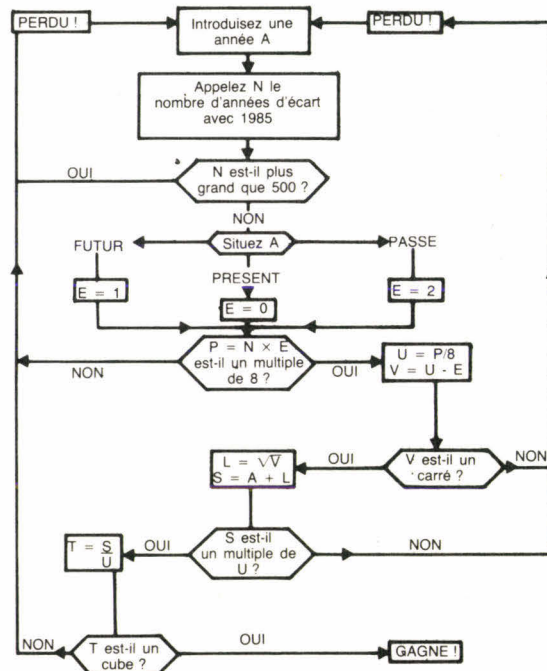 PERDU !
Introduisez une
année A
PERDU !
Appelez N le
nombre d'années d'écart
avec 1985
OUI
N est-il plus
grand que 500 ?
NON
FUTUR
Situez A
PASSE
PRESENT
E = 1
E = 0
E = 2
P = N × E
est-il un multiple
de 8 ?
NON
OUI
U = P/8
V = U - E
V est-il un
carré ?
OUI
NON
L = √V
S = A + L
S est-il
un multiple de
U ?
OUI
NON
T = S
U
T est-il un
cube ?
NON
OUI
GAGNE !